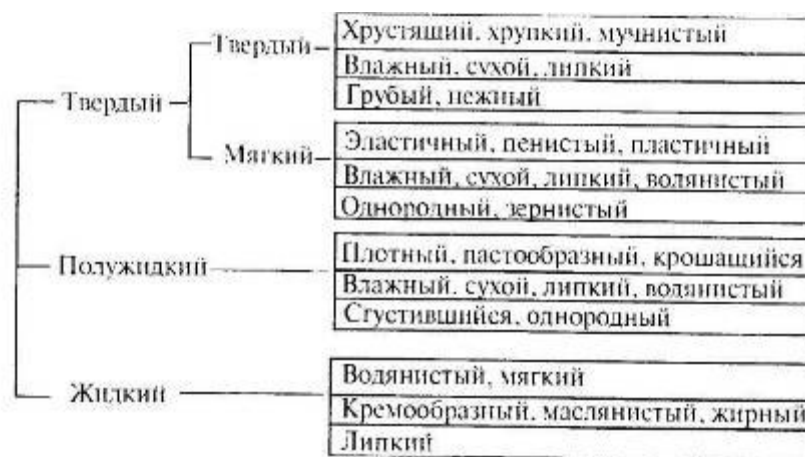 Твердый
Твердый
Хрустящий, хрупкий, мучнистый
Влажный, сухой, липкий
Грубый, нежный
Мягкий
Эластичный, пенистый, пластичный
Влажный, сухой, липкий, водянистый
Однородный, зернистый
Полужидкий
Плотный, пастообразный, крошащийся
Влажный, сухой, липкий, водянистый
Сгустившийся, однородный
Жидкий
Водянистый, мягкий
Кремообразный, маслянистый, жирный
Липкий